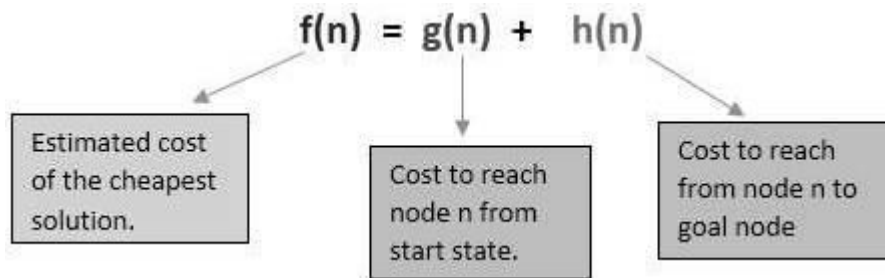 f(n) = g(n) + h(n)
Estimated cost
of the cheapest
solution.
Cost to reach
node n from
start state.
Cost to reach
from node n to
goal node